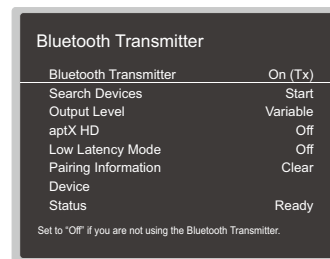 Bluetooth Transmitter
Bluetooth Transmitter On (Tx)
Search Devices Start
Output Level Variable
aptX HD Off
Low Latency Mode Off
Pairing Information Clear
Device
Status Ready
Set to “Off” if you are not using the Bluetooth Transmitter.